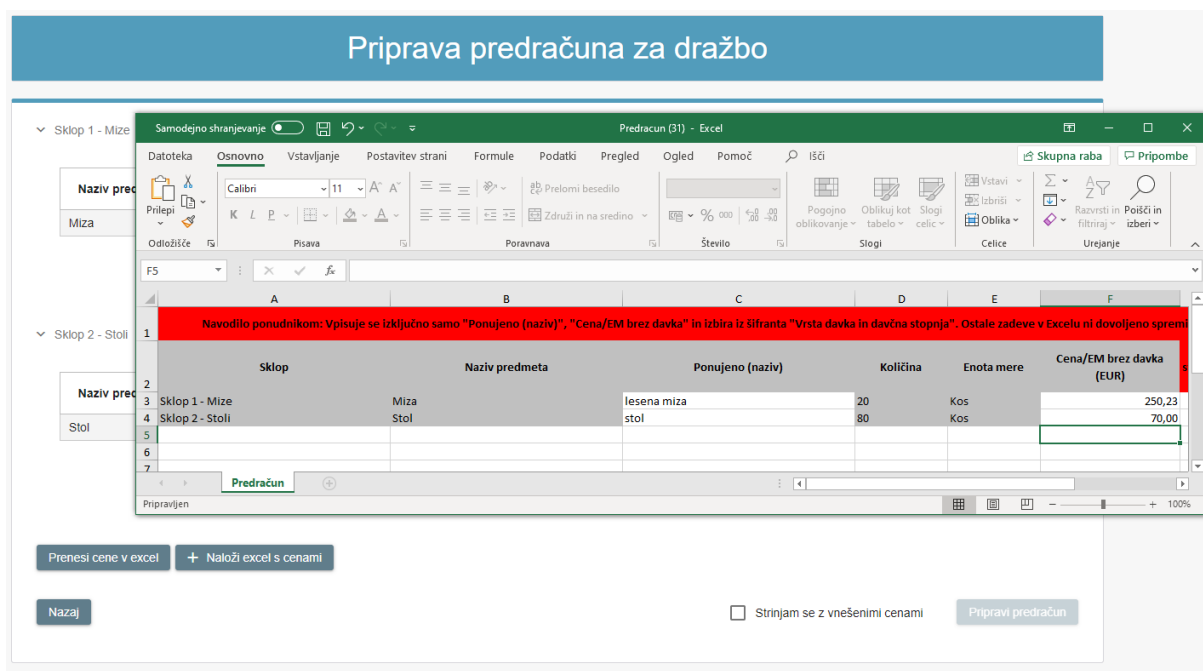 Priprava predračuna za dražbo
Sklop 1 - Mize
Naziv pred
Miza
Sklop 2 - Stoli
Naziv pred
Stol
Samodejno shranjevanje
Predracun (31) - Excel
Datoteka Osnovno Vstavljanje Postavitev strani Formule Podatki Pregled Ogled Pomoč Išči Skupna raba Pripombe
Prilepi
Calibri 11 A A
K L P A
ab Prelomi besedilo
Združi in na sredino
% 000
Pogojno oblikovanje
Oblikuj kot tabelo
Slogi celic
Vstavi
Izbriši
Oblika
Razvrsti in filtriraj
Poišči in izberi
Odložišče Pisava Poravnava Število Slogi Celice Urejanje
F5 fx
A B C D E F
1 Navodilo ponudnikom: Vpisuje se izključno samo "Ponujeno (naziv)", "Cena/EM brez davka" in izbira iz šifranta "Vrsta davka in davčna stopnja". Ostale zadeve v Excelu ni dovoljeno spremi
2 Sklop Naziv predmeta Ponujeno (naziv) Količina Enota mere Cena/EM brez davka (EUR) s
3 Sklop 1 - Mize Miza lesena miza 20 Kos 250,23
4 Sklop 2 - Stoli Stol stol 80 Kos 70,00
5
6
7
Predračun
Pripravljen
100%
Prenesi cene v excel
+ Naloži excel s cenami
Nazaj
Strinjam se z vnešenimi cenami
Pripravi predračun